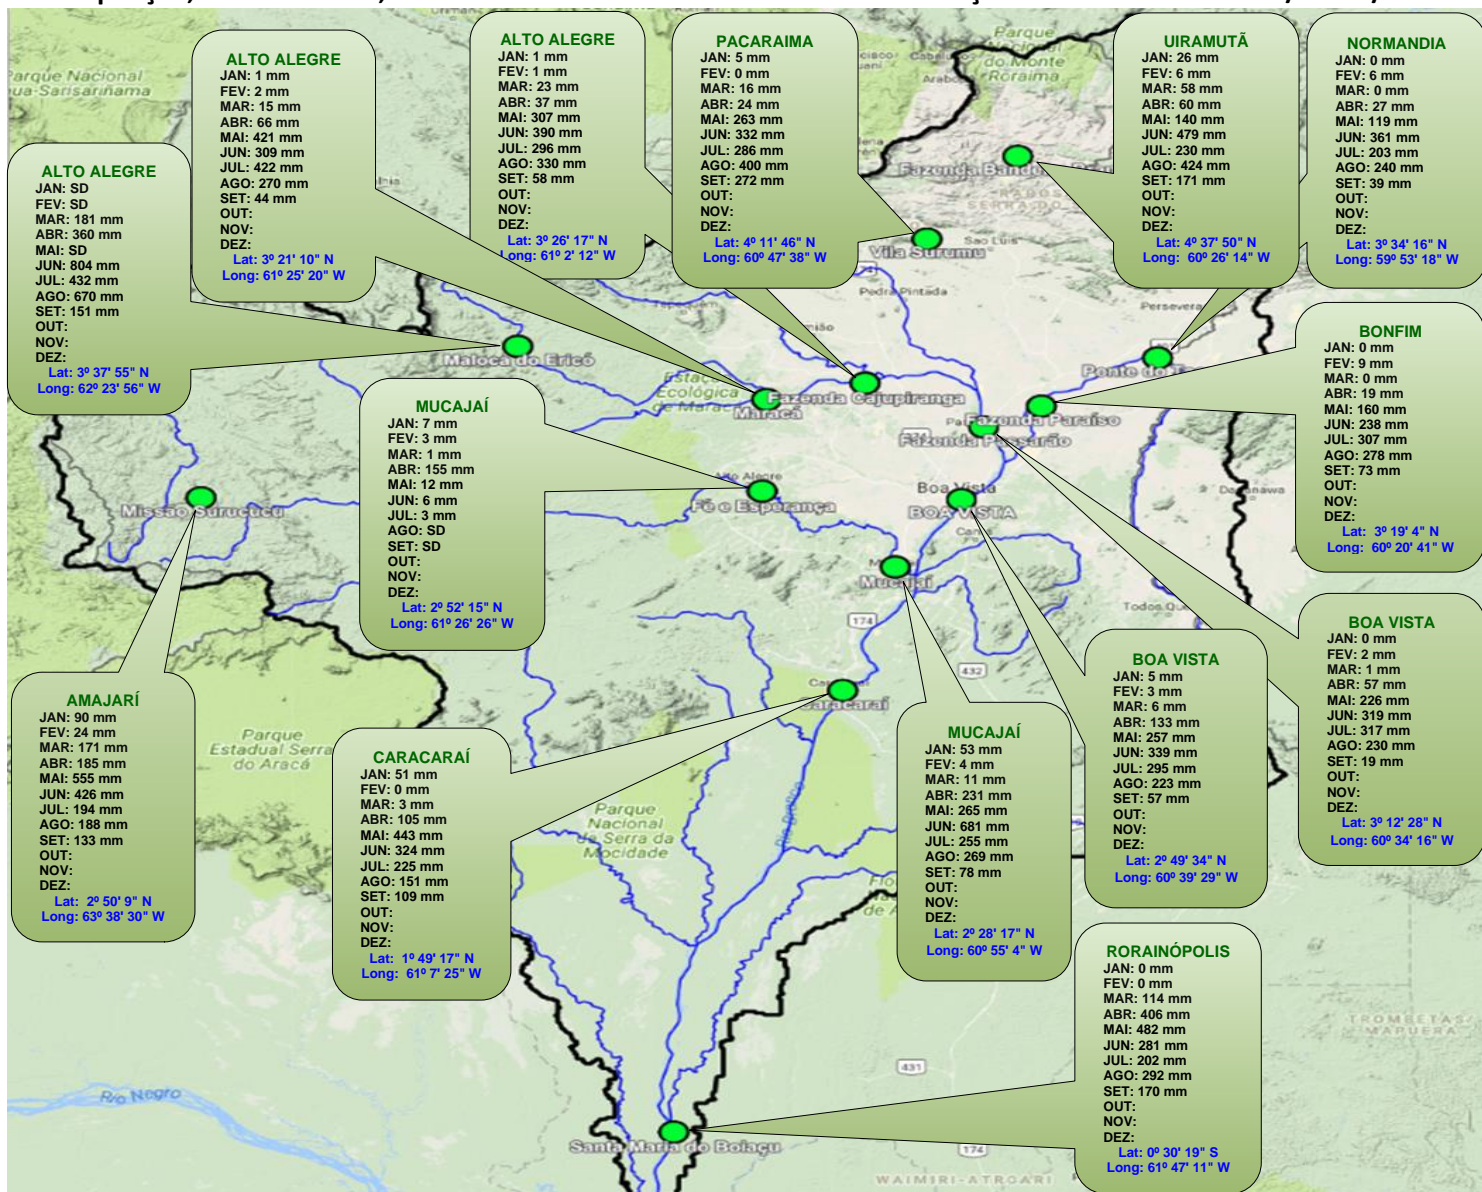 ALTO ALEGRE
JAN: SD
FEV: SD
MAR: 181 mm
ABR: 360 mm
MAI: SD
JUN: 804 mm
JUL: 432 mm
AGO: 670 mm
SET: 151 mm
OUT:
NOV:
DEZ:
Lat: 3º 37' 55" N
Long: 62º 23' 56" W
ALTO ALEGRE
JAN: 1 mm
FEV: 2 mm
MAR: 15 mm
ABR: 66 mm
MAI: 421 mm
JUN: 309 mm
JUL: 422 mm
AGO: 270 mm
SET: 44 mm
OUT:
NOV:
DEZ:
Lat: 3º 21' 10" N
Long: 61º 25' 20" W
ALTO ALEGRE
JAN: 1 mm
FEV: 1 mm
MAR: 23 mm
ABR: 37 mm
MAI: 307 mm
JUN: 390 mm
JUL: 296 mm
AGO: 330 mm
SET: 58 mm
OUT:
NOV:
DEZ:
Lat: 3º 26' 17" N
Long: 61º 2' 12" W
PACARAIMA
JAN: 5 mm
FEV: 0 mm
MAR: 16 mm
ABR: 24 mm
MAI: 263 mm
JUN: 332 mm
JUL: 286 mm
AGO: 400 mm
SET: 272 mm
OUT:
NOV:
DEZ:
Lat: 4º 11' 46" N
Long: 60º 47' 38" W
UIRAMUTÃ
JAN: 26 mm
FEV: 6 mm
MAR: 58 mm
ABR: 60 mm
MAI: 140 mm
JUN: 479 mm
JUL: 230 mm
AGO: 424 mm
SET: 171 mm
OUT:
NOV:
DEZ:
Lat: 4º 37' 50" N
Long: 60º 26' 14" W
NORMANDIA
JAN: 0 mm
FEV: 6 mm
MAR: 0 mm
ABR: 27 mm
MAI: 119 mm
JUN: 361 mm
JUL: 203 mm
AGO: 240 mm
SET: 39 mm
OUT:
NOV:
DEZ:
Lat: 3º 34' 16" N
Long: 59º 53' 18" W
BONFIM
JAN: 0 mm
FEV: 9 mm
MAR: 0 mm
ABR: 19 mm
MAI: 160 mm
JUN: 238 mm
JUL: 307 mm
AGO: 278 mm
SET: 73 mm
OUT:
NOV:
DEZ:
Lat: 3º 19' 4" N
Long: 60º 20' 41" W
MUCAJAÍ
JAN: 7 mm
FEV: 3 mm
MAR: 1 mm
ABR: 155 mm
MAI: 12 mm
JUN: 6 mm
JUL: 3 mm
AGO: SD
SET: SD
OUT:
NOV:
DEZ:
Lat: 2º 52' 15" N
Long: 61º 26' 26" W
BOA VISTA
JAN: 0 mm
FEV: 2 mm
MAR: 1 mm
ABR: 57 mm
MAI: 226 mm
JUN: 319 mm
JUL: 317 mm
AGO: 230 mm
SET: 19 mm
OUT:
NOV:
DEZ:
Lat: 3º 12' 28" N
Long: 60º 34' 16" W
BOA VISTA
JAN: 5 mm
FEV: 3 mm
MAR: 6 mm
ABR: 133 mm
MAI: 257 mm
JUN: 339 mm
JUL: 295 mm
AGO: 223 mm
SET: 57 mm
OUT:
NOV:
DEZ:
Lat: 2º 49' 34" N
Long: 60º 39' 29" W
AMAJARÍ
JAN: 90 mm
FEV: 24 mm
MAR: 171 mm
ABR: 185 mm
MAI: 555 mm
JUN: 426 mm
JUL: 194 mm
AGO: 188 mm
SET: 133 mm
OUT:
NOV:
DEZ:
Lat: 2º 50' 9" N
Long: 63º 38' 30" W
CARACARAÍ
JAN: 51 mm
FEV: 0 mm
MAR: 3 mm
ABR: 105 mm
MAI: 443 mm
JUN: 324 mm
JUL: 225 mm
AGO: 151 mm
SET: 109 mm
OUT:
NOV:
DEZ:
Lat: 1º 49' 17" N
Long: 61º 7' 25" W
MUCAJAÍ
JAN: 53 mm
FEV: 4 mm
MAR: 11 mm
ABR: 231 mm
MAI: 265 mm
JUN: 681 mm
JUL: 255 mm
AGO: 269 mm
SET: 78 mm
OUT:
NOV:
DEZ:
Lat: 2º 28' 17" N
Long: 60º 55' 4" W
RORAINÓPOLIS
JAN: 0 mm
FEV: 0 mm
MAR: 114 mm
ABR: 406 mm
MAI: 482 mm
JUN: 281 mm
JUL: 202 mm
AGO: 292 mm
SET: 170 mm
OUT:
NOV:
DEZ:
Lat: 0º 30' 19" S
Long: 61º 47' 11" W
Parque Nacional
Parque
do Monte
Roraima
Fazenda
Vila Surumu
Sao Luis
Pedra Pintada
Maloca do Ericó
Ecológica
de Maracá
Maracá
Fazenda Cajupiranga
Ponte do
Fazenda Paraíso
Fazenda Passarão
Alto Alegre
Fé e Esperança
Boa Vista
BOA VISTA
Missão Surucucu
Mucajaí
174
432
Caracaraí
Parque
Estadual Serra
do Aracá
Parque
Nacional
da Serra da
Mocidade
Rio Branco
Rio Negro
431
174
Santa Maria do Boiaçu
TROMBETAS/
MAPUERA
WAIMIRI-ATROARI